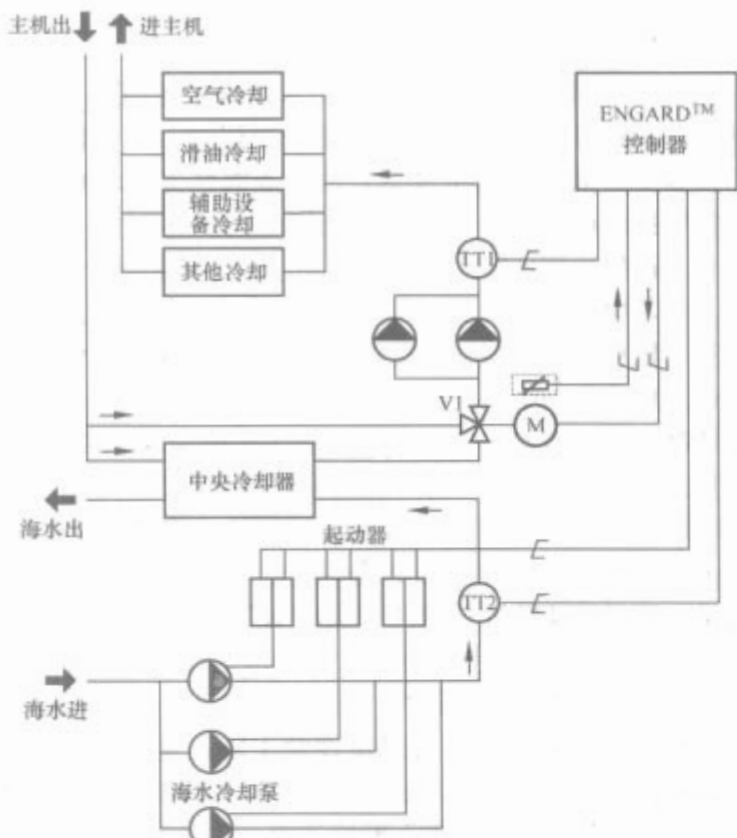 主机出
进主机
空气冷却
滑油冷却
辅助设
备冷却
其他冷却
ENGARD™
控制器
TT1
V1
M
中央冷却器
海水出
起动器
TT2
海水进
海水冷却泵